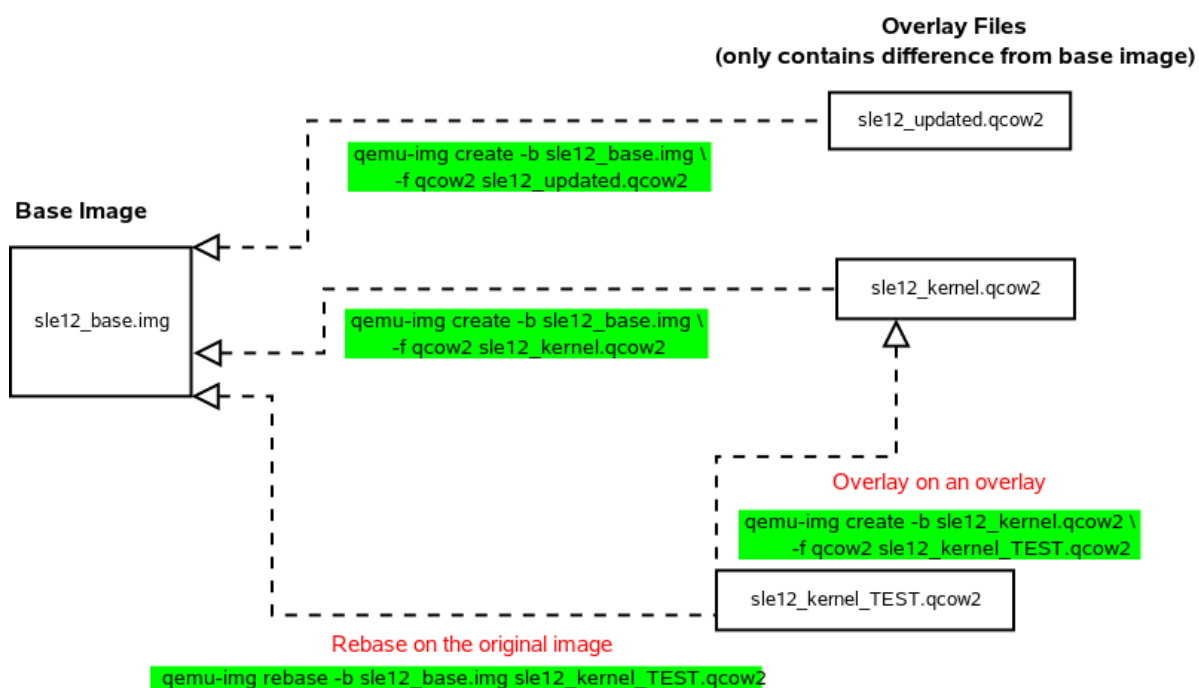 Overlay Files
(only contains difference from base image)
sle12_updated.qcow2
qemu-img create -b sle12_base.img \
-f qcow2 sle12_updated.qcow2
Base Image
sle12_base.img
sle12_kernel.qcow2
qemu-img create -b sle12_base.img \
-f qcow2 sle12_kernel.qcow2
Overlay on an overlay
qemu-img create -b sle12_kernel.qcow2 \
-f qcow2 sle12_kernel_TEST.qcow2
sle12_kernel_TEST.qcow2
Rebase on the original image
qemu-img rebase -b sle12_base.img sle12_kernel_TEST.qcow2